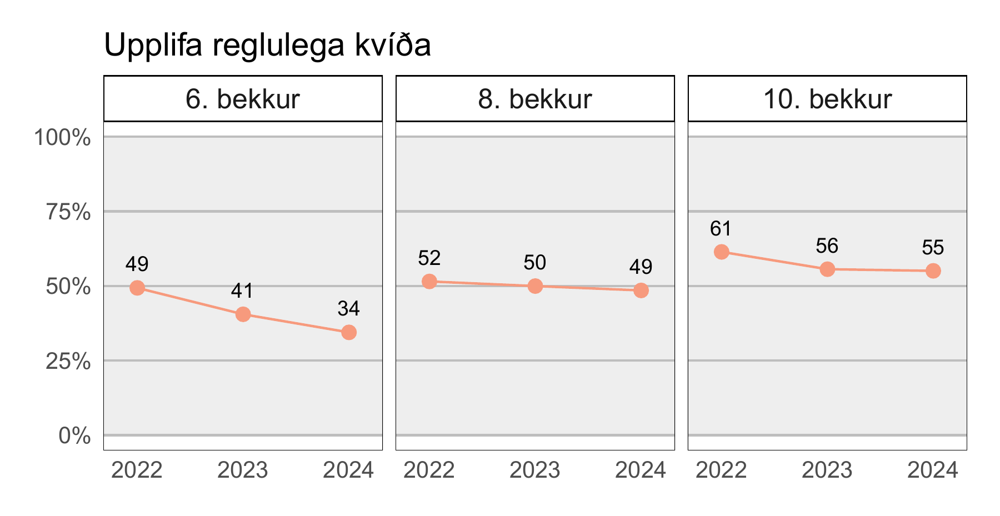 Upplifa reglulega kvíða
6. bekkur 8. bekkur 10. bekkur
100%
75%
50%
25%
0%
49 41 34
52 50 49
61 56 55
2022 2023 2024 2022 2023 2024 2022 2023 2024